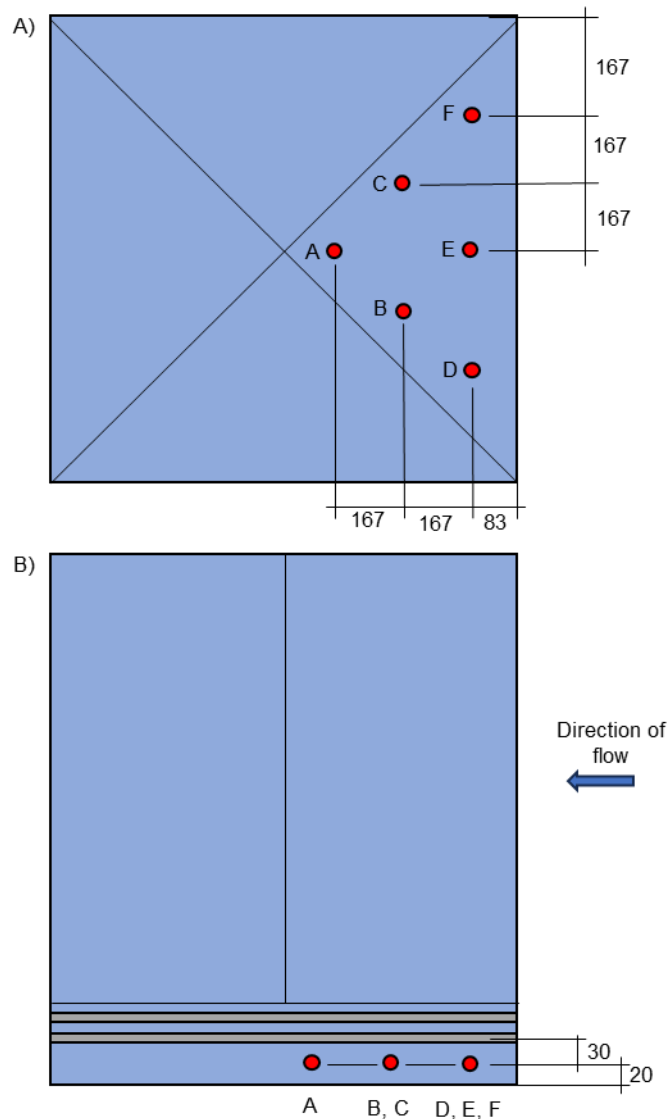 A)
167
F
167
C
167
A
E
B
D
167
167
83
B)
Direction of
flow
30
20
A
B, C
D, E, F